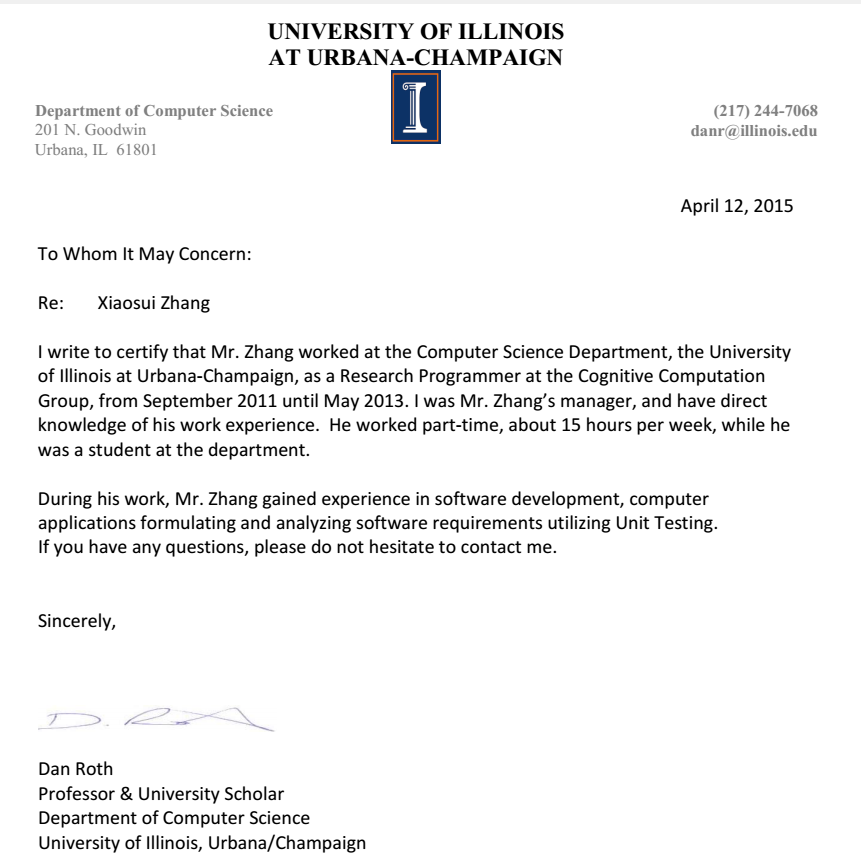 UNIVERSITY OF ILLINOIS
AT URBANA-CHAMPAIGN
Department of Computer Science
201 N. Goodwin
Urbana, IL  61801
(217) 244-7068
danr@illinois.edu
April 12, 2015
To Whom It May Concern:
Re: Xiaosui Zhang
I write to certify that Mr. Zhang worked at the Computer Science Department, the University
of Illinois at Urbana-Champaign, as a Research Programmer at the Cognitive Computation
Group, from September 2011 until May 2013. I was Mr. Zhang’s manager, and have direct
knowledge of his work experience.  He worked part-time, about 15 hours per week, while he
was a student at the department.
During his work, Mr. Zhang gained experience in software development, computer
applications formulating and analyzing software requirements utilizing Unit Testing.
If you have any questions, please do not hesitate to contact me.
Sincerely,
D. Roth
Dan Roth
Professor & University Scholar
Department of Computer Science
University of Illinois, Urbana/Champaign